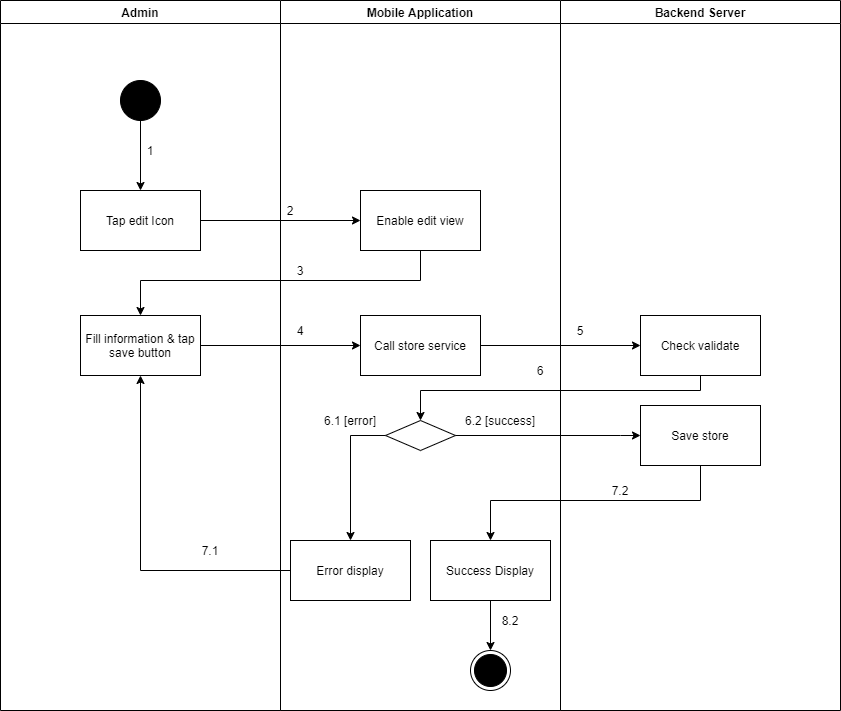 Admin
Mobile Application
Backend Server
1
Tap edit Icon
2
Enable edit view
3
Fill information & tap
save button
4
Call store service
5
Check validate
6
6.1 [error]
6.2 [success]
Save store
7.2
7.1
Error display
Success Display
8.2